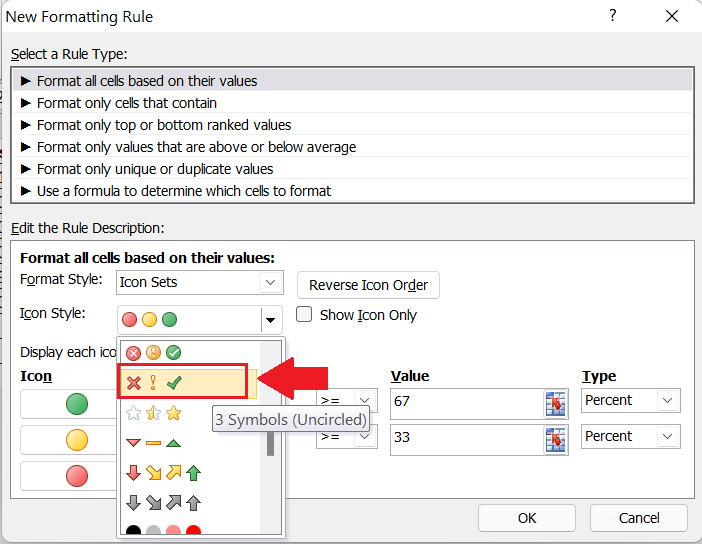 New Formatting Rule ?
Select a Rule Type:
► Format all cells based on their values
► Format only cells that contain
► Format only top or bottom ranked values
► Format only values that are above or below average
► Format only unique or duplicate values
► Use a formula to determine which cells to format
Edit the Rule Description:
Format all cells based on their values:
Format Style: Icon Sets Reverse Icon Order
Icon Style: Show Icon Only
Display each ico
Icon Value Type
>= 67 Percent
3 Symbols (Uncircled)
>= 33 Percent
OK Cancel